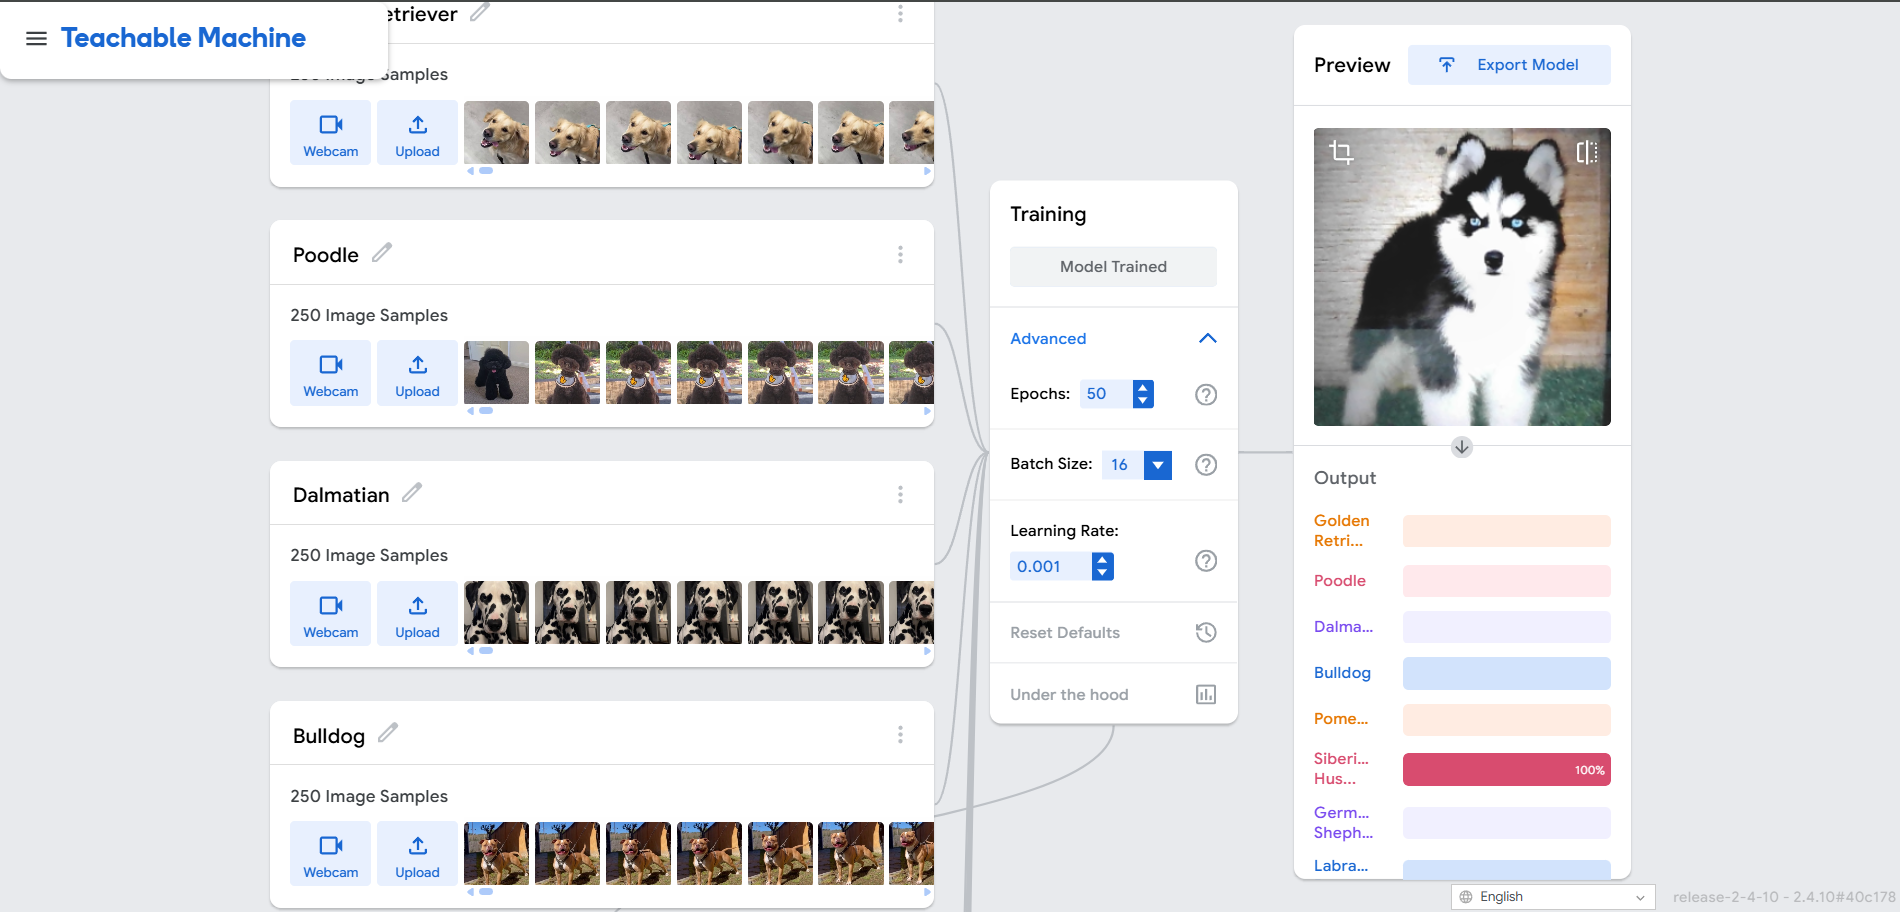 Teachable Machine
etriever
250 Image Samples
Webcam
Upload
Poodle
250 Image Samples
Webcam
Upload
Dalmatian
250 Image Samples
Webcam
Upload
Bulldog
250 Image Samples
Webcam
Upload
Training
Model Trained
Advanced
Epochs: 50
Batch Size: 16
Learning Rate:
0.001
Reset Defaults
Under the hood
Preview
Export Model
Output
Golden
Retri...
Poodle
Dalma...
Bulldog
Pome...
Siberi...
Hus...
100%
Germ...
Sheph...
Labra...
English
release-2-4-10 - 2.4.10#40c178